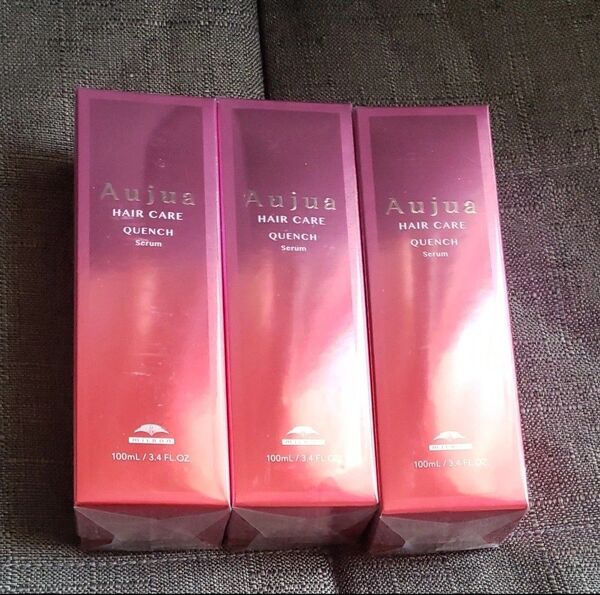 Aujua
HAIR CARE
QUENCH
Serum
MILBON
100mL / 3.4 FL.OZ.
Aujua
HAIR CARE
QUENCH
Serum
100mL / 3.4 FL.OZ.
Aujua
HAIR CARE
QUENCH
Serum
100mL / 3.4 FL.OZ.